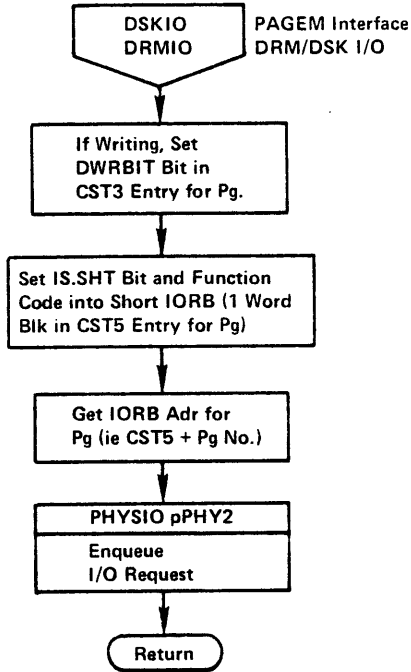 DSKIO
DRMIO
PAGEM Interface
DRM/DSK I/O
If Writing, Set
DWRBIT Bit in
CST3 Entry for Pg.
Set IS.SHT Bit and Function
Code into Short IORB (1 Word
Blk in CST5 Entry for Pg)
Get IORB Adr for
Pg (ie CST5 + Pg No.)
PHYSIO pPHY2
Enqueue
I/O Request
Return